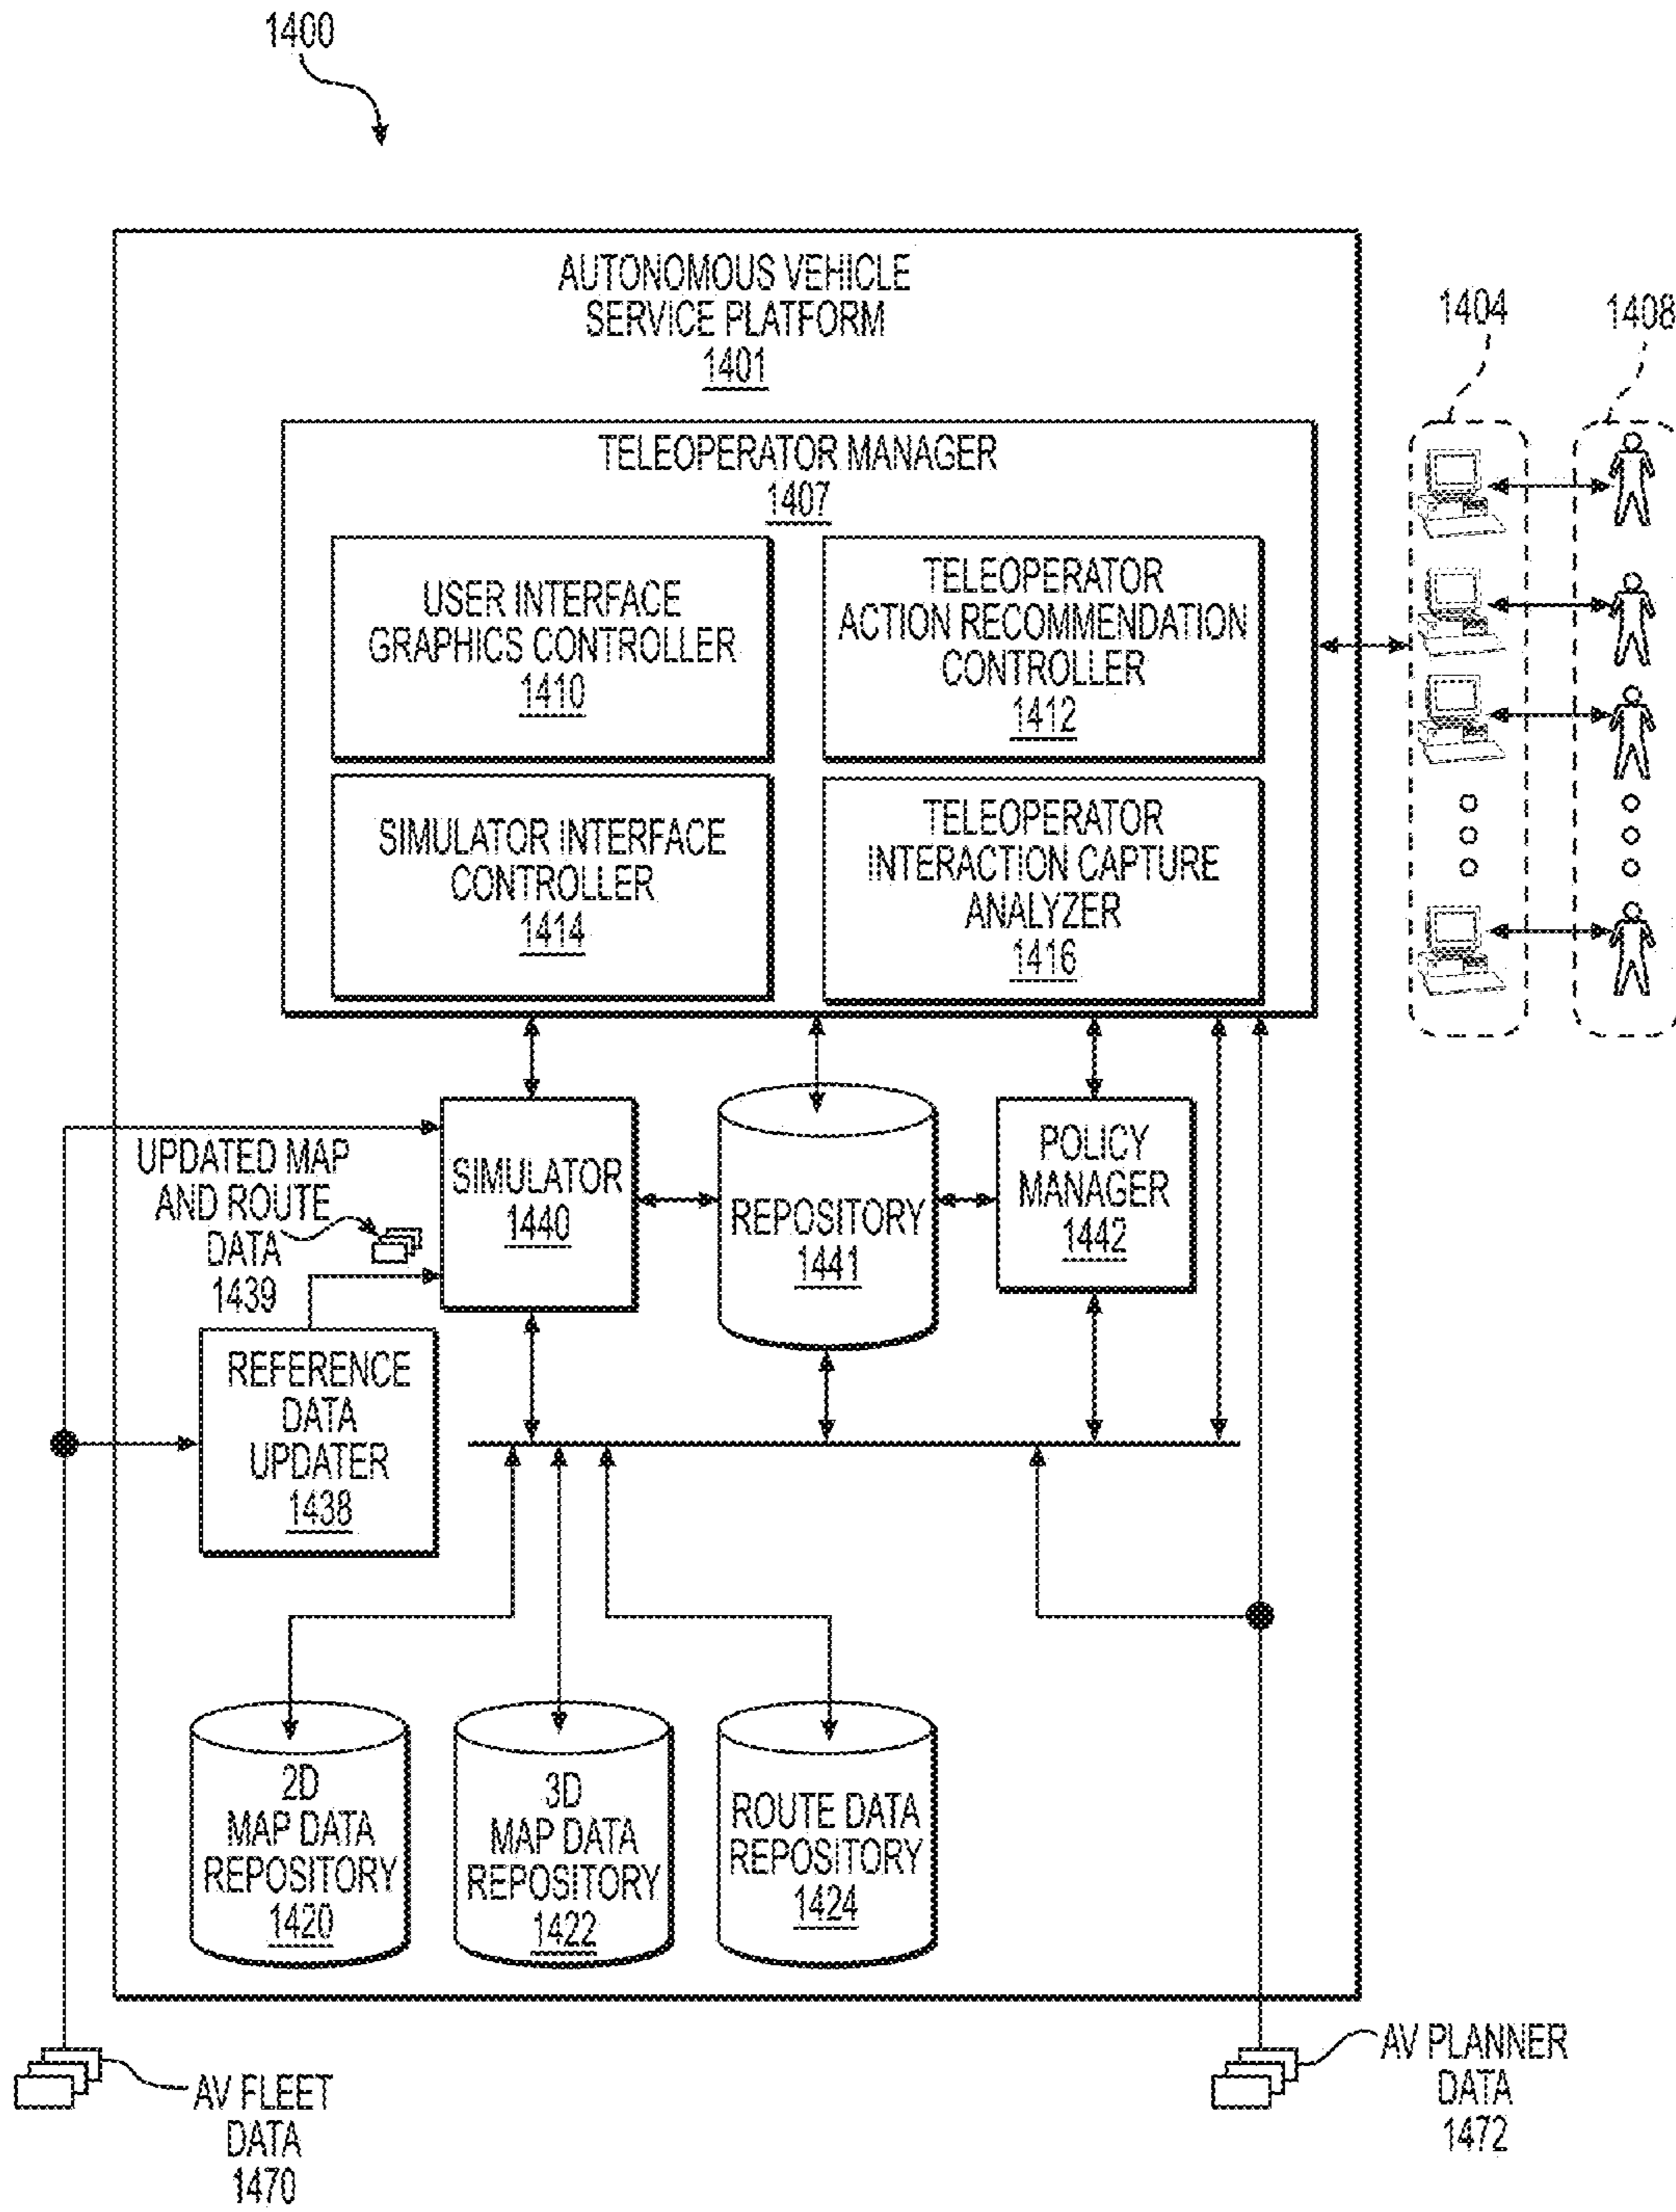 1400
AUTONOMOUS VEHICLE
SERVICE PLATFORM
1401
1404
1408
TELEOPERATOR MANAGER
1407
USER INTERFACE
GRAPHICS CONTROLLER
1410
TELEOPERATOR
ACTION RECOMMENDATION
CONTROLLER
1412
SIMULATOR INTERFACE
CONTROLLER
1414
TELEOPERATOR
INTERACTION CAPTURE
ANALYZER
1416
UPDATED MAP
AND ROUTE
DATA
1439
SIMULATOR
1440
REPOSITORY
1441
POLICY
MANAGER
1442
REFERENCE
DATA
UPDATER
1438
2D
MAP DATA
REPOSITORY
1420
3D
MAP DATA
REPOSITORY
1422
ROUTE DATA
REPOSITORY
1424
AV FLEET
DATA
1470
AV PLANNER
DATA
1472